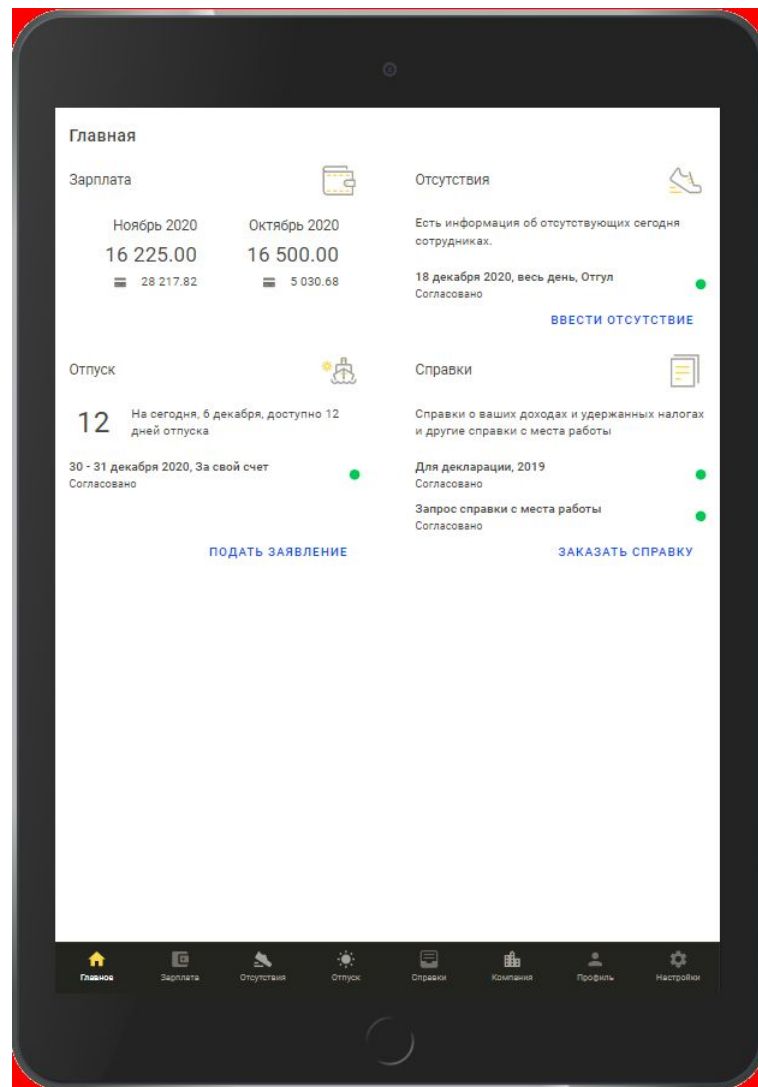 Главная
Зарплата
Ноябрь 2020 Октябрь 2020
16 225.00 16 500.00
28 217.82 5 030.68
Отсутствия
Есть информация об отсутствующих сегодня
сотрудниках.
18 декабря 2020, весь день, Отгул
Согласовано
ВВЕСТИ ОТСУТСТВИЕ
Отпуск
12
На сегодня, 6 декабря, доступно 12
дней отпуска
30 - 31 декабря 2020, За свой счет
Согласовано
ПОДАТЬ ЗАЯВЛЕНИЕ
Справки
Справки о ваших доходах и удержанных налогах
и другие справки с места работы
Для декларации, 2019
Согласовано
Запрос справки с места работы
Согласовано
ЗАКАЗАТЬ СПРАВКУ
Главное Зарплата Отсутствия Отпуск Справки Компания Профиль Настройки